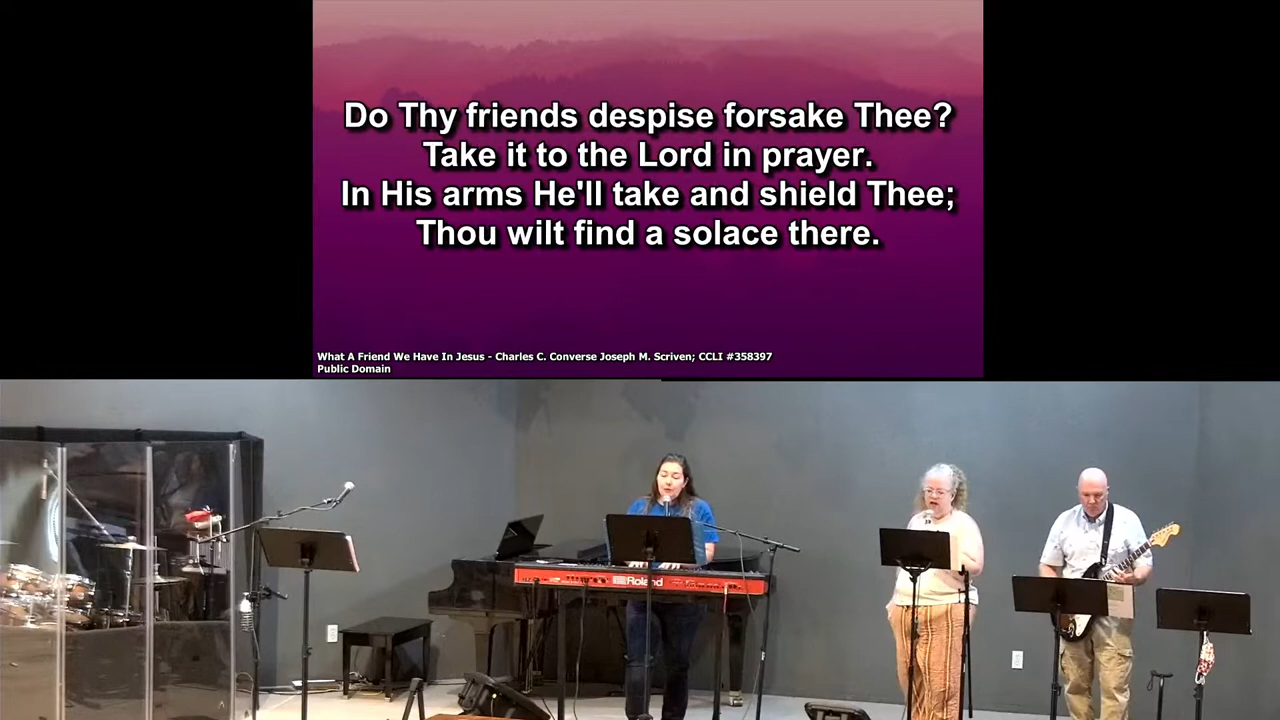 Do Thy friends despise forsake Thee?
Take it to the Lord in prayer.
In His arms He'll take and shield Thee;
Thou wilt find a solace there.
What A Friend We Have In Jesus - Charles C. Converse Joseph M. Scriven; CCLI #358397
Public Domain
Roland